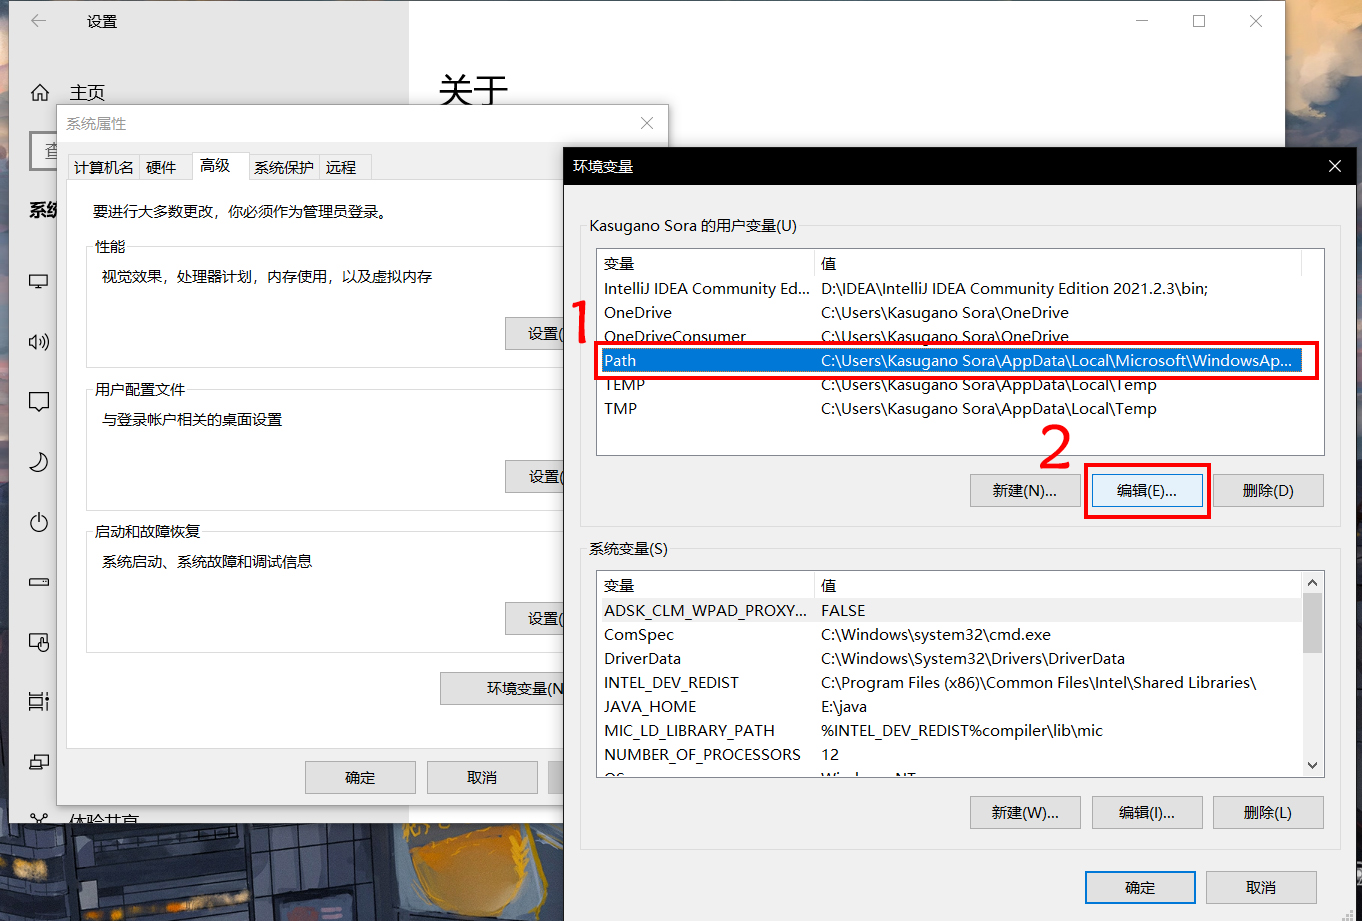 设置
关于
主页
查
系统
体验共享
系统属性
计算机名 硬件 高级 系统保护 远程
要进行大多数更改，你必须作为管理员登录。
性能
视觉效果，处理器计划，内存使用，以及虚拟内存
设置(
用户配置文件
与登录帐户相关的桌面设置
设置(
启动和故障恢复
系统启动、系统故障和调试信息
设置(
环境变量(N
确定 取消
环境变量
Kasugano Sora 的用户变量(U)
变量 值
IntelliJ IDEA Community Ed... D:\IDEA\IntelliJ IDEA Community Edition 2021.2.3\bin;
OneDrive C:\Users\Kasugano Sora\OneDrive
OneDriveConsumer C:\Users\Kasugano Sora\OneDrive
1
Path C:\Users\Kasugano Sora\AppData\Local\Microsoft\WindowsAp...
TEMP C:\Users\Kasugano Sora\AppData\Local\Temp
TMP C:\Users\Kasugano Sora\AppData\Local\Temp
2
新建(N)... 编辑(E)... 删除(D)
系统变量(S)
变量 值
ADSK_CLM_WPAD_PROXY... FALSE
ComSpec C:\Windows\system32\cmd.exe
DriverData C:\Windows\System32\Drivers\DriverData
INTEL_DEV_REDIST C:\Program Files (x86)\Common Files\Intel\Shared Libraries\
JAVA_HOME E:\java
MIC_LD_LIBRARY_PATH %INTEL_DEV_REDIST%compiler\lib\mic
NUMBER_OF_PROCESSORS 12
OS Windows_NT
新建(W)... 编辑(I)... 删除(L)
确定 取消